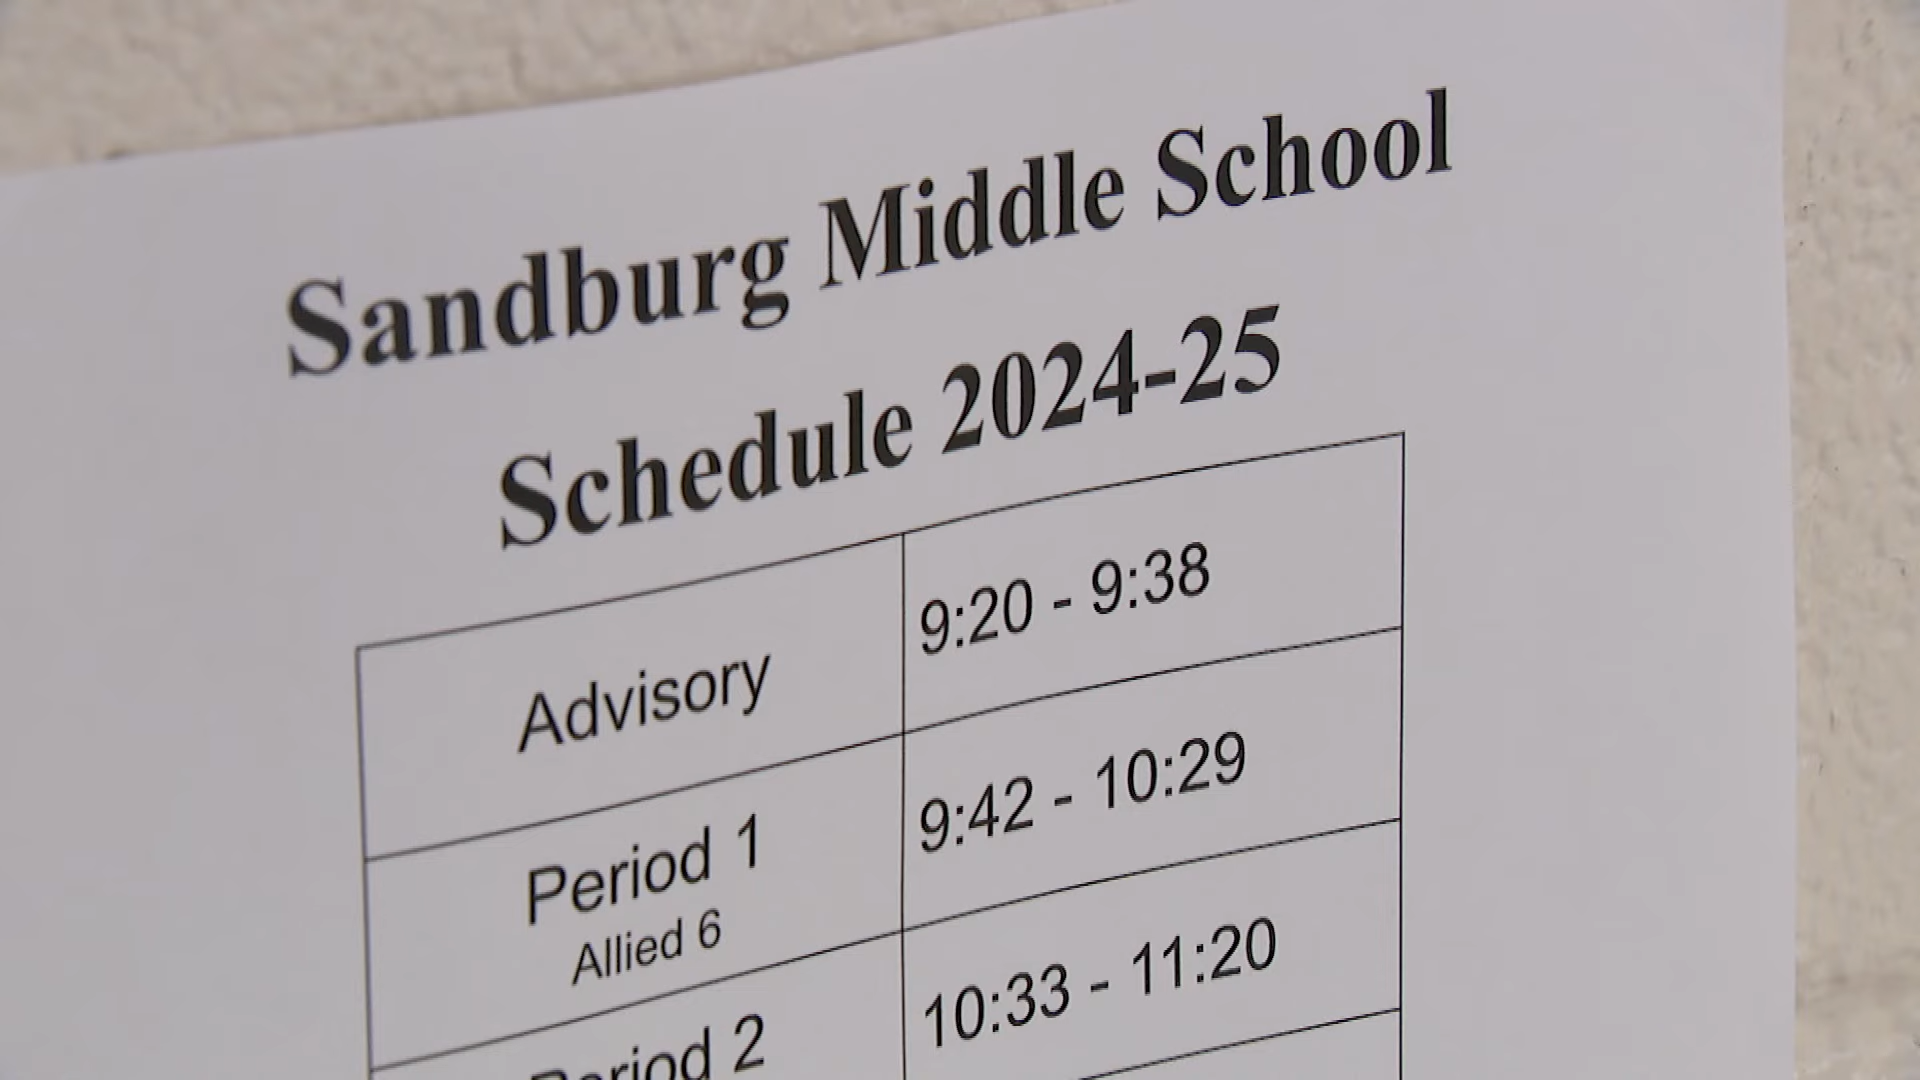 Sandburg Middle School
Schedule 2024-25
Advisory 9:20 - 9:38
Period 1 9:42 - 10:29
Allied 6
Period 2 10:33 - 11:20